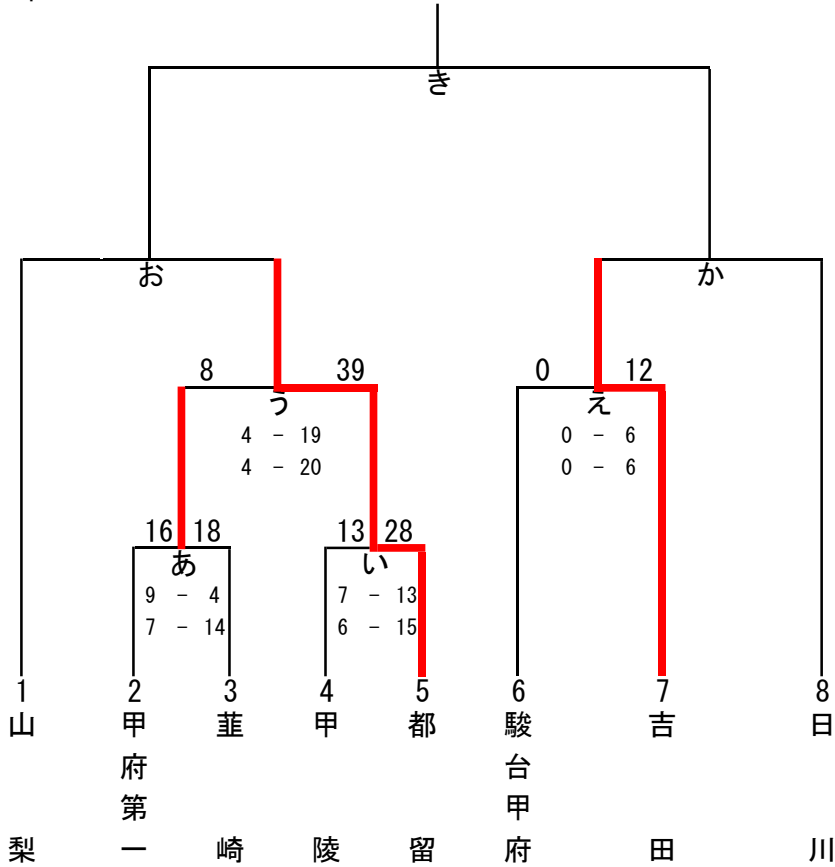 き
お
か
8 39
0 12
う
え
4 - 19
4 - 20
0 - 6
0 - 6
16 18
13 28
あ
い
9 - 4
7 - 14
7 - 13
6 - 15
1 2 3 4 5 6 7 8
山梨
甲府第一
韮崎
甲陵
都留
駿台甲府
吉田
日川